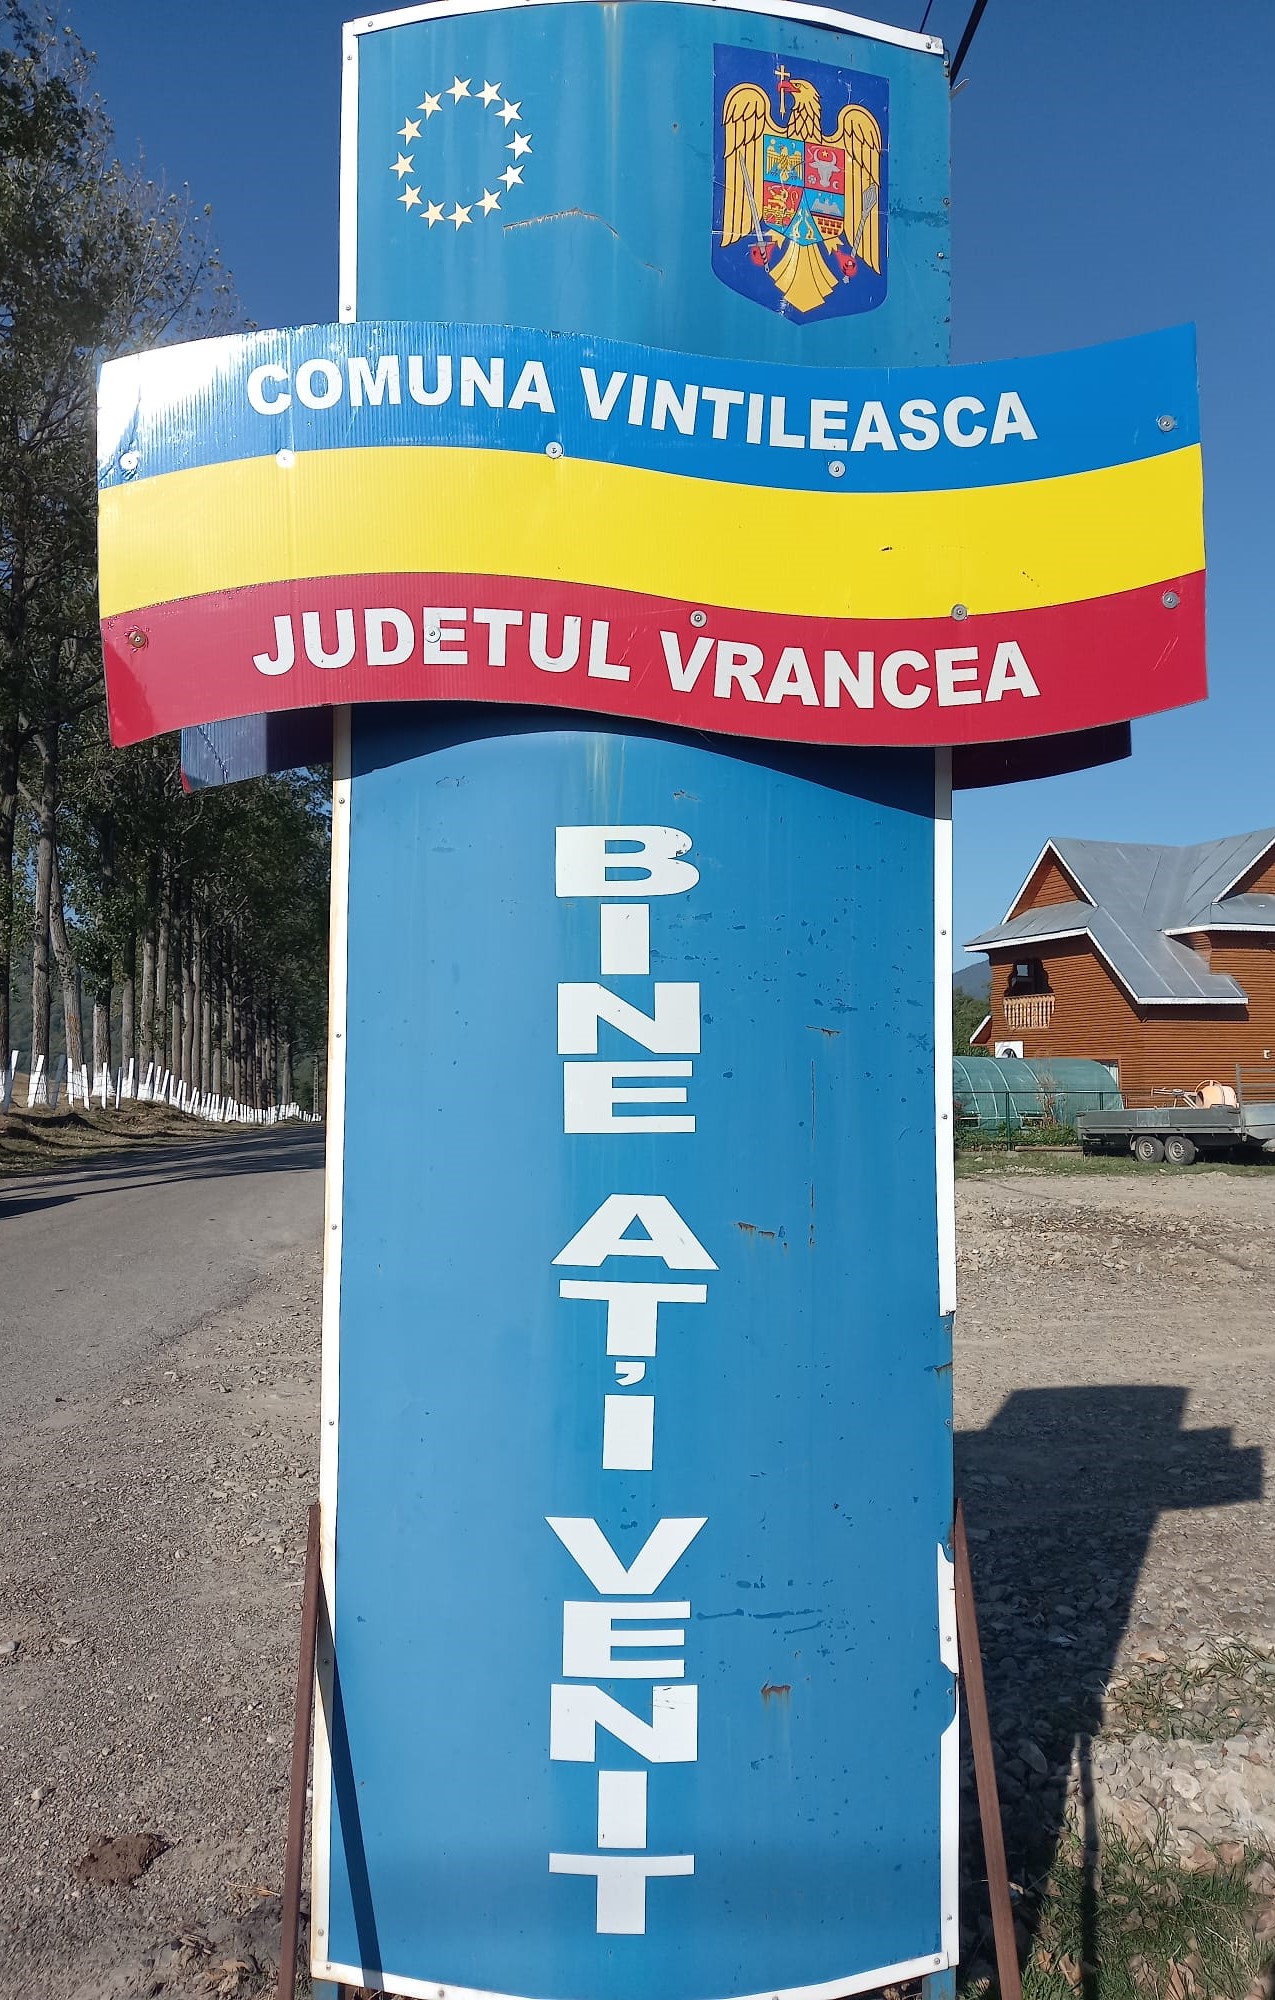 COMUNA VINTILEASCA
JUDETUL VRANCEA
BINE AȚI VENIT